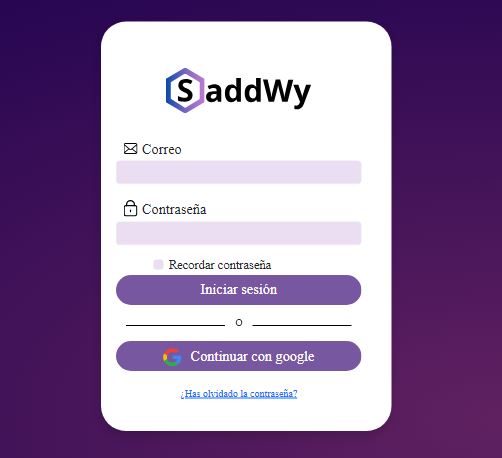 SaddWy
Correo
Contraseña
Recordar contraseña
Iniciar sesión
O
Continuar con google
¿Has olvidado la contraseña?